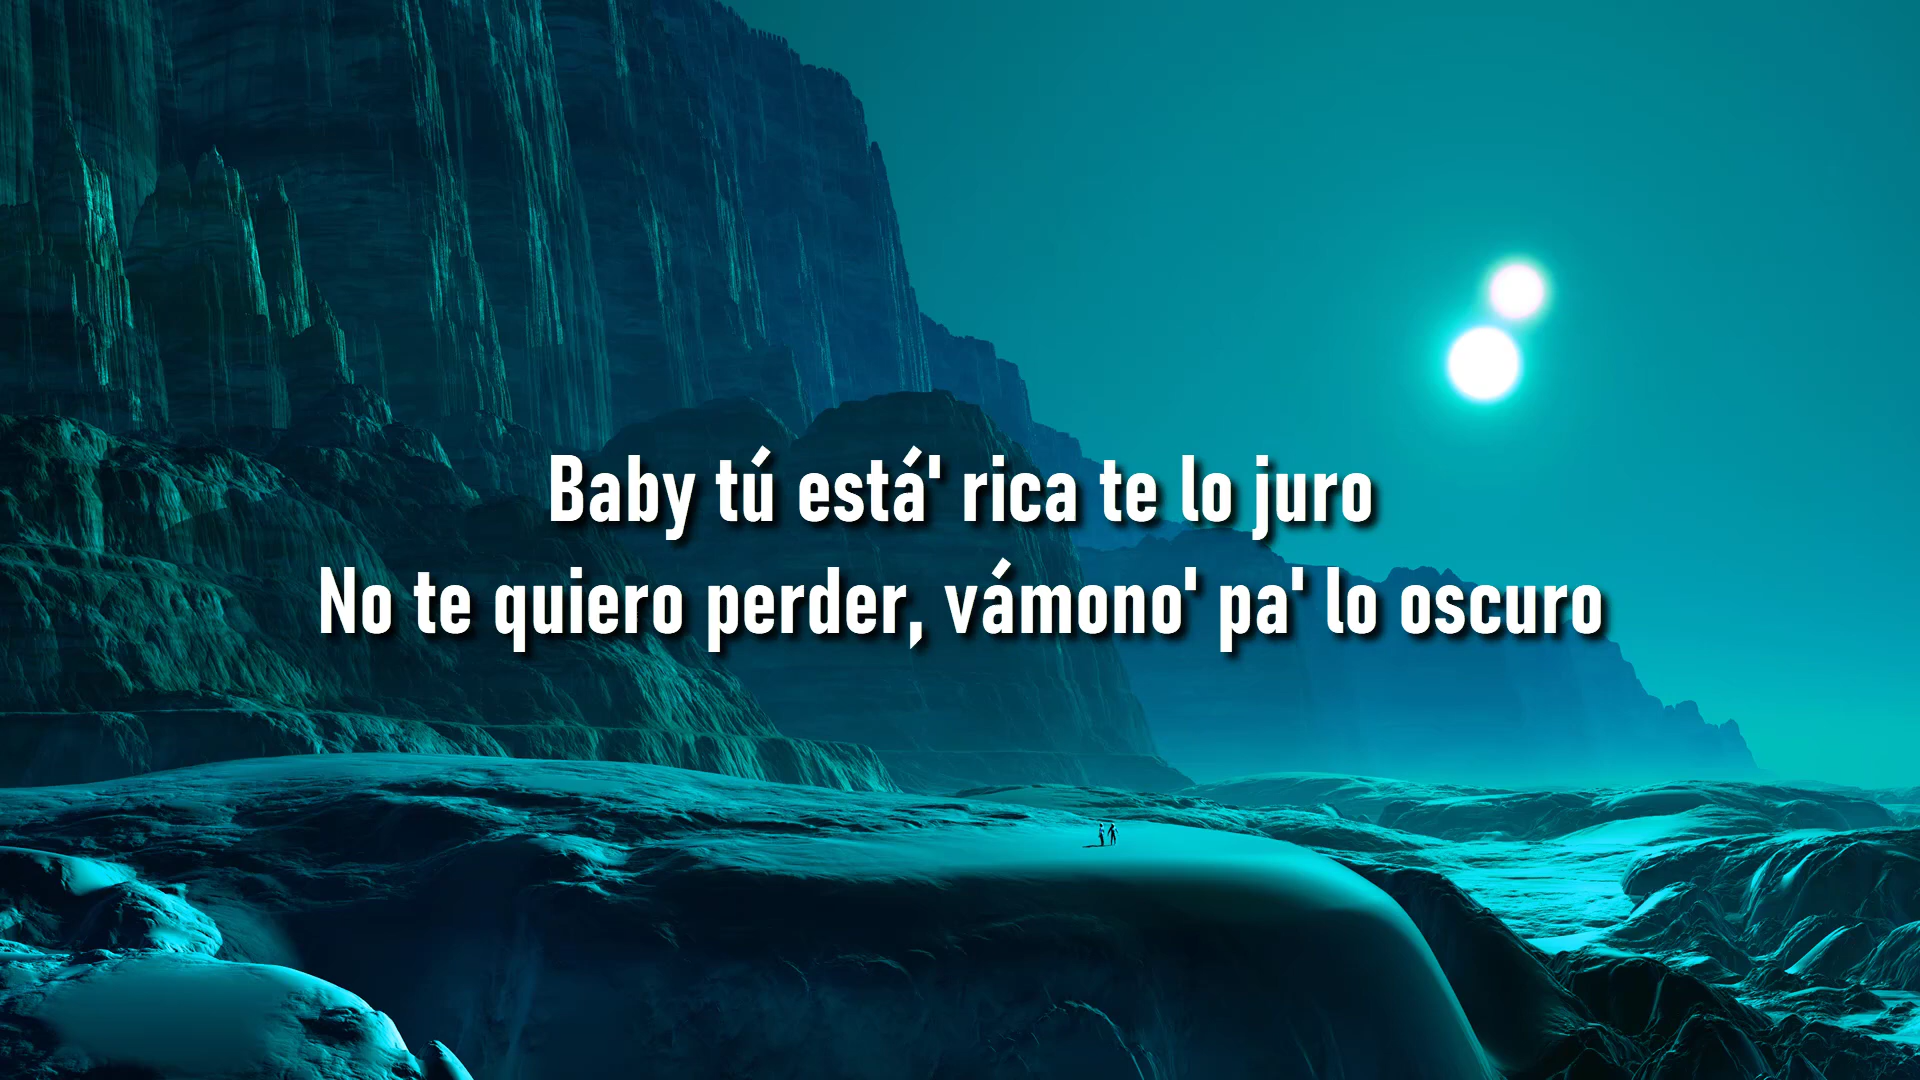 Baby tú está' rica te lo juro
No te quiero perder, vámono' pa' lo oscuro